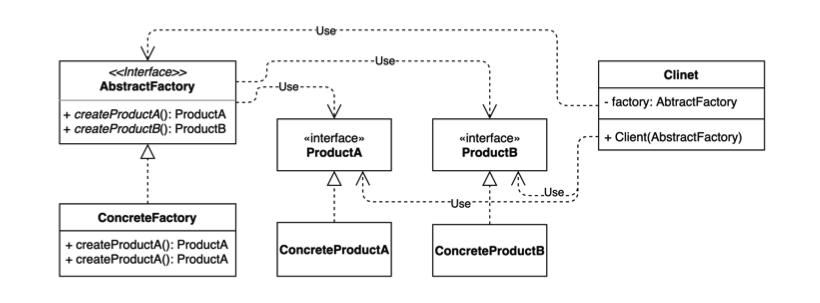 Use
<<Interface>>
AbstractFactory
+ createProductA(): ProductA
+ createProductB(): ProductB
Use
Use
Clinet
- factory: AbtractFactory
+ Client(AbstractFactory)
«interface»
ProductA
«interface»
ProductB
Use
Use
ConcreteFactory
+ createProductA(): ProductA
+ createProductA(): ProductA
ConcreteProductA
ConcreteProductB